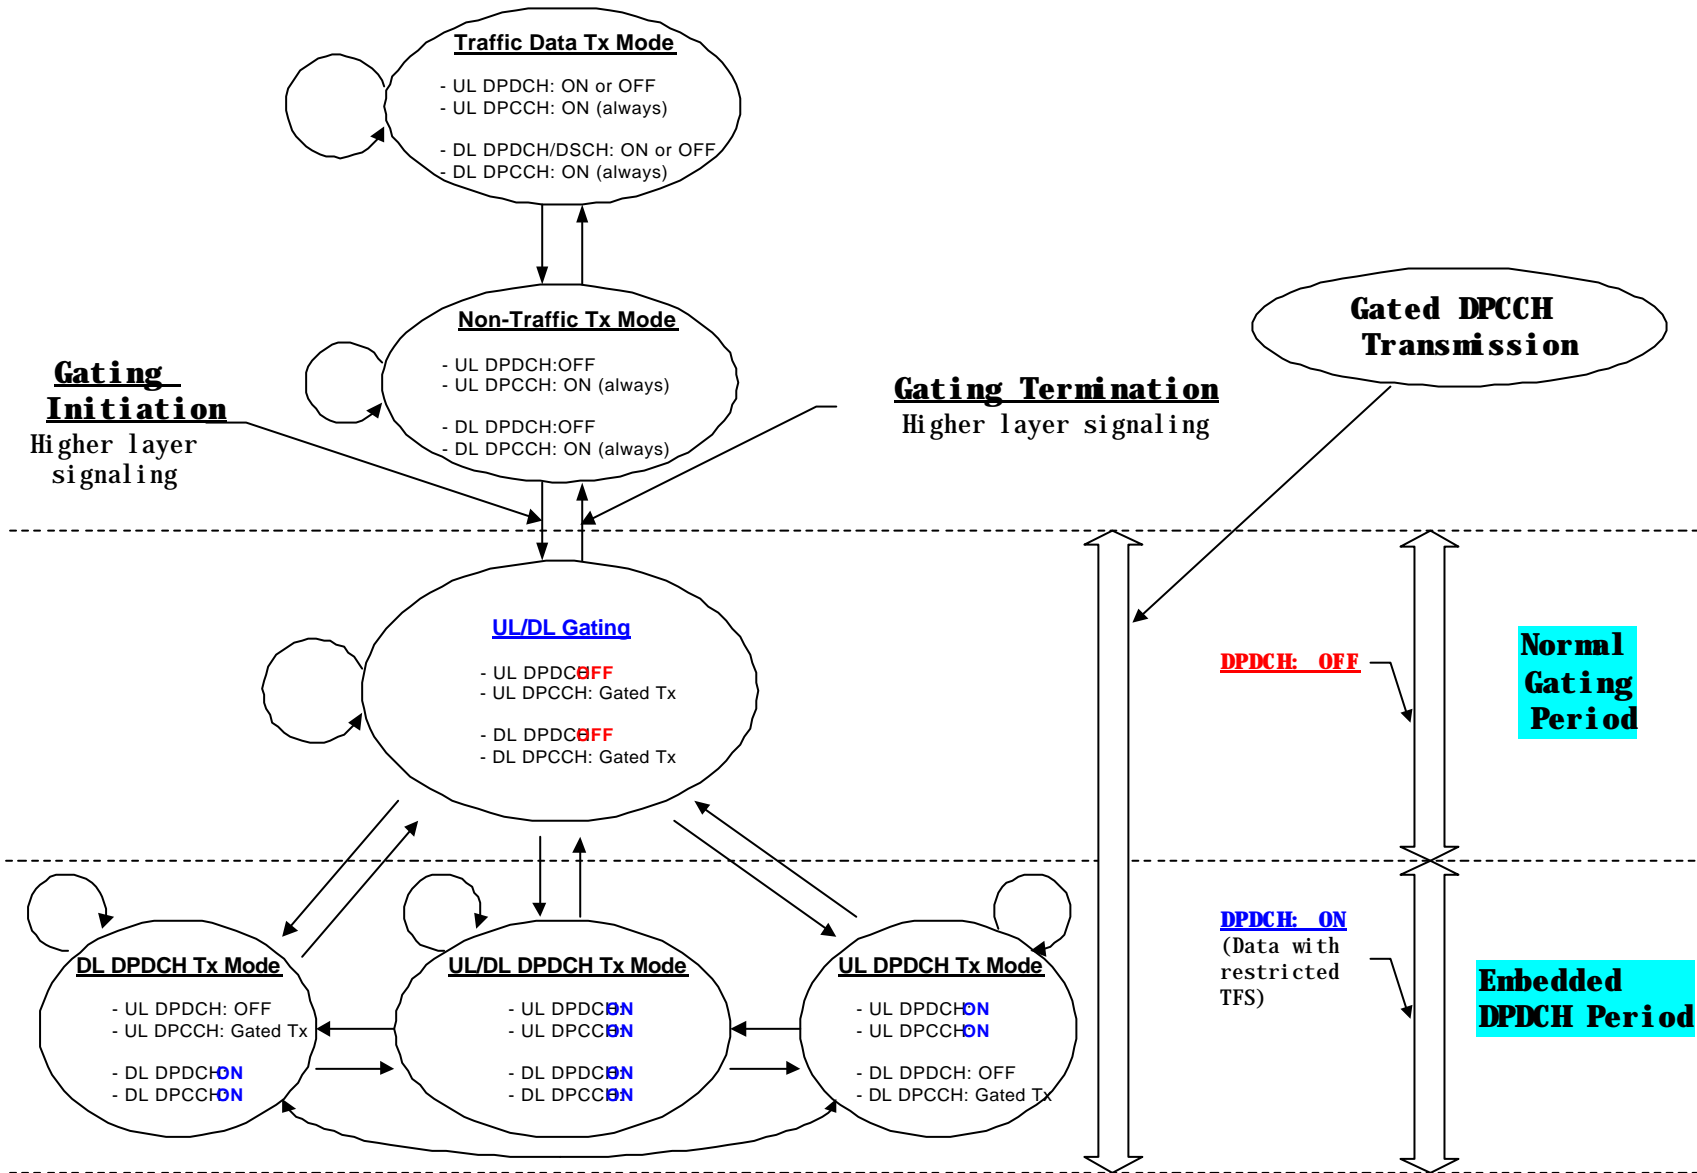 Traffic Data Tx Mode
- UL DPDCH: ON or OFF
- UL DPCCH: ON (always)
- DL DPDCH/DSCH: ON or OFF
- DL DPCCH: ON (always)
Non-Traffic Tx Mode
- UL DPDCH:OFF
- UL DPCCH: ON (always)
- DL DPDCH:OFF
- DL DPCCH: ON (always)
Gating
Initiation
Higher layer
signaling
Gating Termination
Higher layer signaling
Gated DPCCH
Transmission
UL/DL Gating
- UL DPDCH OFF
- UL DPCCH: Gated Tx
- DL DPDCH OFF
- DL DPCCH: Gated Tx
DPDCH: OFF
Normal
Gating
Period
DL DPDCH Tx Mode
- UL DPDCH: OFF
- UL DPCCH: Gated Tx
- DL DPDCH: ON
- DL DPCCH: ON
UL/DL DPDCH Tx Mode
- UL DPDCH: ON
- UL DPCCH: ON
- DL DPDCH: ON
- DL DPCCH: ON
UL DPDCH Tx Mode
- UL DPDCH: ON
- UL DPCCH: ON
- DL DPDCH: OFF
- DL DPCCH: Gated Tx
DPDCH: ON
(Data with
restricted
TFS)
Embedded
DPDCH Period